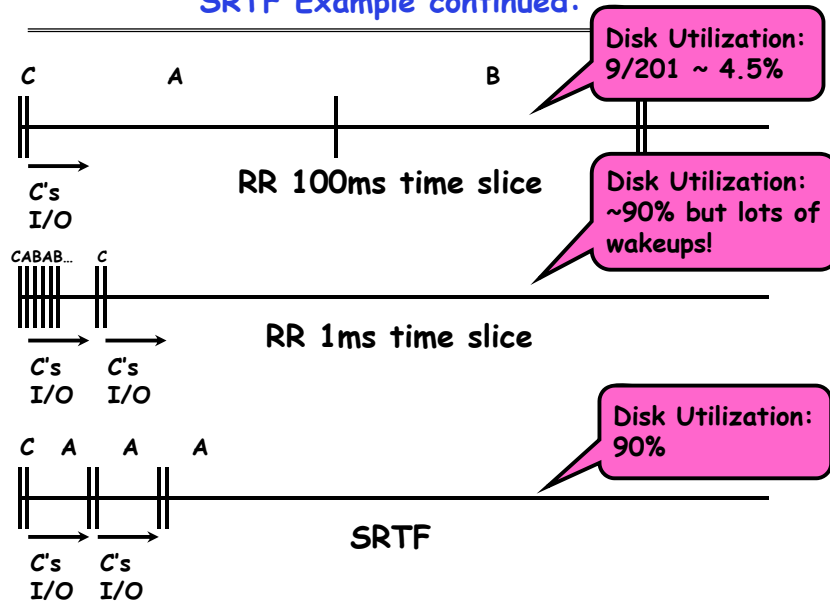 SRTF Example continued:
Disk Utilization:
9/201 ~ 4.5%
C A B
C's
I/O
RR 100ms time slice
Disk Utilization:
~90% but lots of
wakeups!
CABAB... C
C's C's
I/O I/O
RR 1ms time slice
Disk Utilization:
90%
C A A A
C's C's
I/O I/O
SRTF